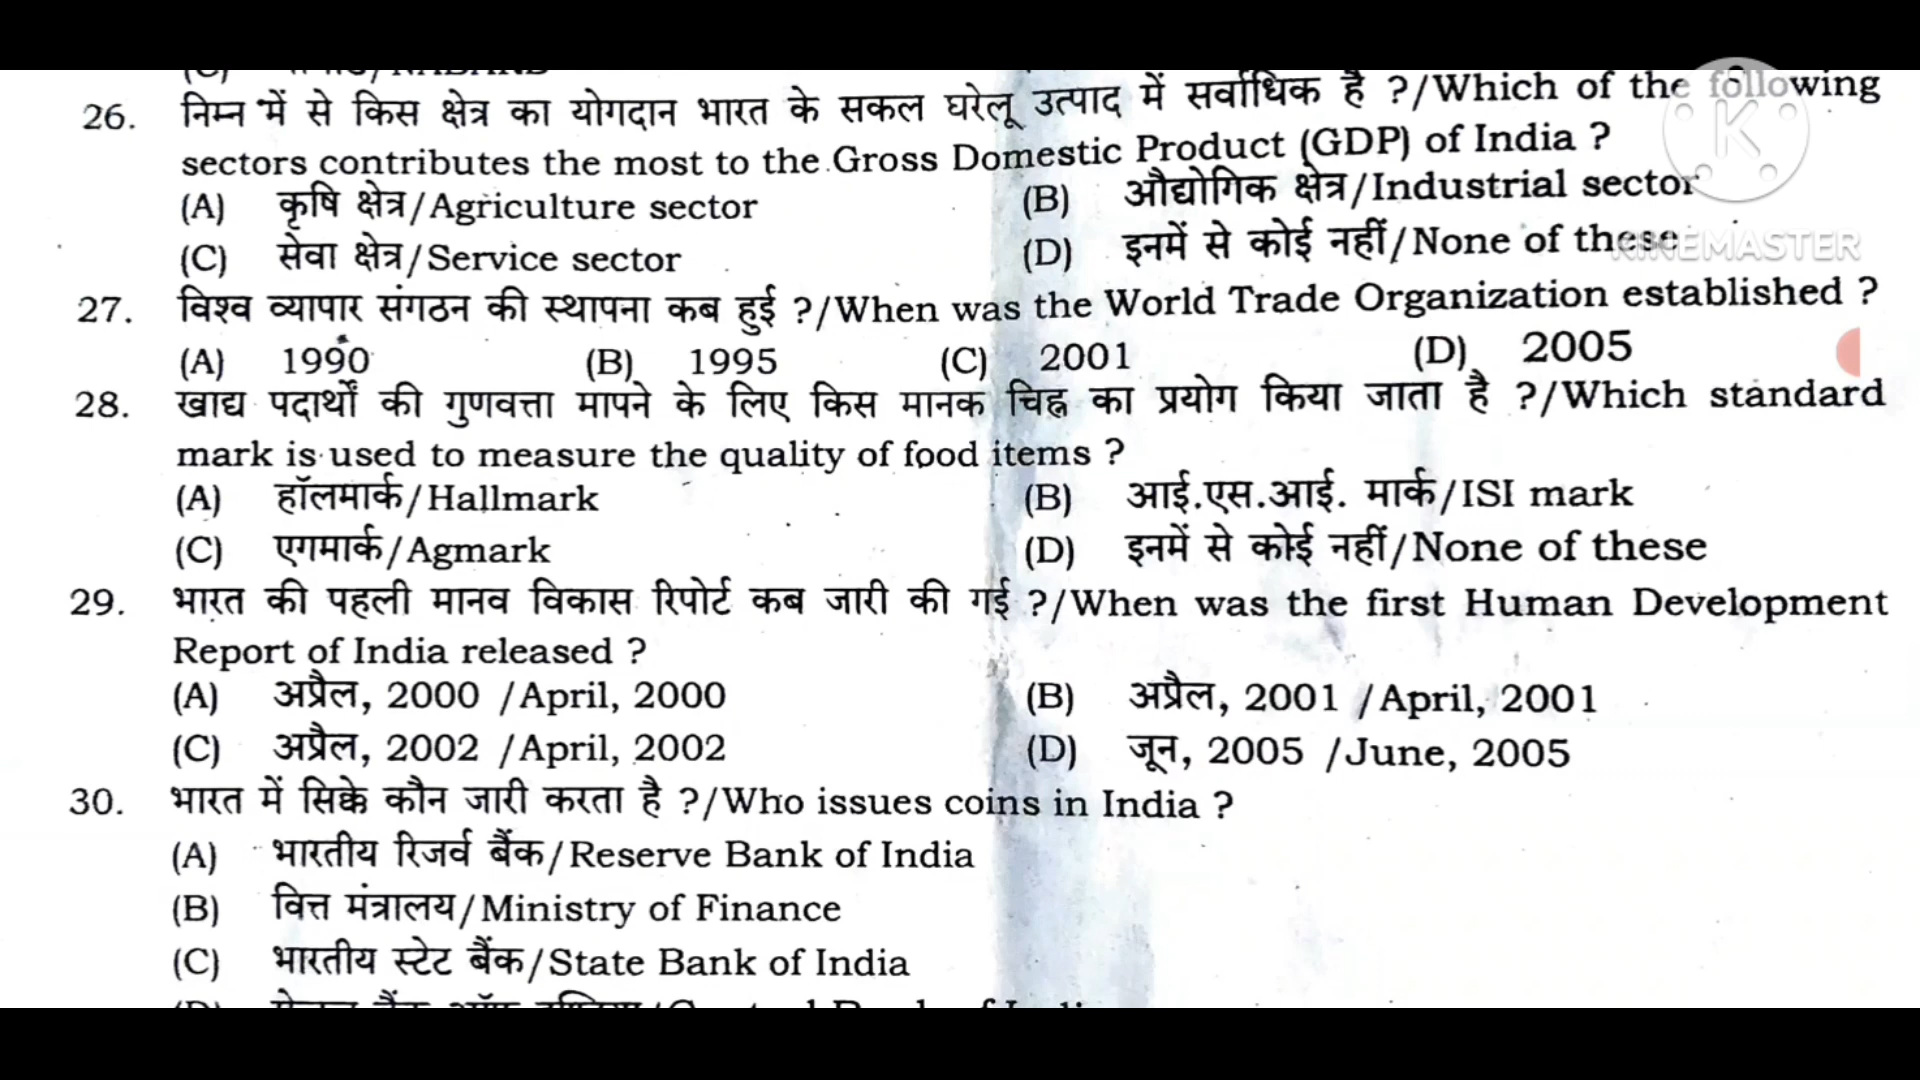 26. निम्न में से किस क्षेत्र का योगदान भारत के सकल घरेलू उत्पाद में सर्वाधिक है ?/Which of the following
sectors contributes the most to the Gross Domestic Product (GDP) of India ?
(A) कृषि क्षेत्र/Agriculture sector (B) औद्योगिक क्षेत्र/Industrial sector
(C) सेवा क्षेत्र/Service sector (D) इनमें से कोई नहीं/None of these
K
KINEMASTER
27. विश्व व्यापार संगठन की स्थापना कब हुई ?/When was the World Trade Organization established ?
(A) 1990 (B) 1995 (C) 2001 (D) 2005
28. खाद्य पदार्थों की गुणवत्ता मापने के लिए किस मानक चिह्न का प्रयोग किया जाता है ?/Which standard
mark is used to measure the quality of food items ?
(A) हॉलमार्क/Hallmark (B) आई.एस.आई. मार्क/ISI mark
(C) एगमार्क/Agmark (D) इनमें से कोई नहीं/None of these
29. भारत की पहली मानव विकास रिपोर्ट कब जारी की गई ?/When was the first Human Development
Report of India released ?
(A) अप्रैल, 2000 /April, 2000 (B) अप्रैल, 2001 /April, 2001
(C) अप्रैल, 2002 /April, 2002 (D) जून, 2005 /June, 2005
30. भारत में सिक्के कौन जारी करता है ?/Who issues coins in India ?
(A) भारतीय रिजर्व बैंक/Reserve Bank of India
(B) वित्त मंत्रालय/Ministry of Finance
(C) भारतीय स्टेट बैंक/State Bank of India